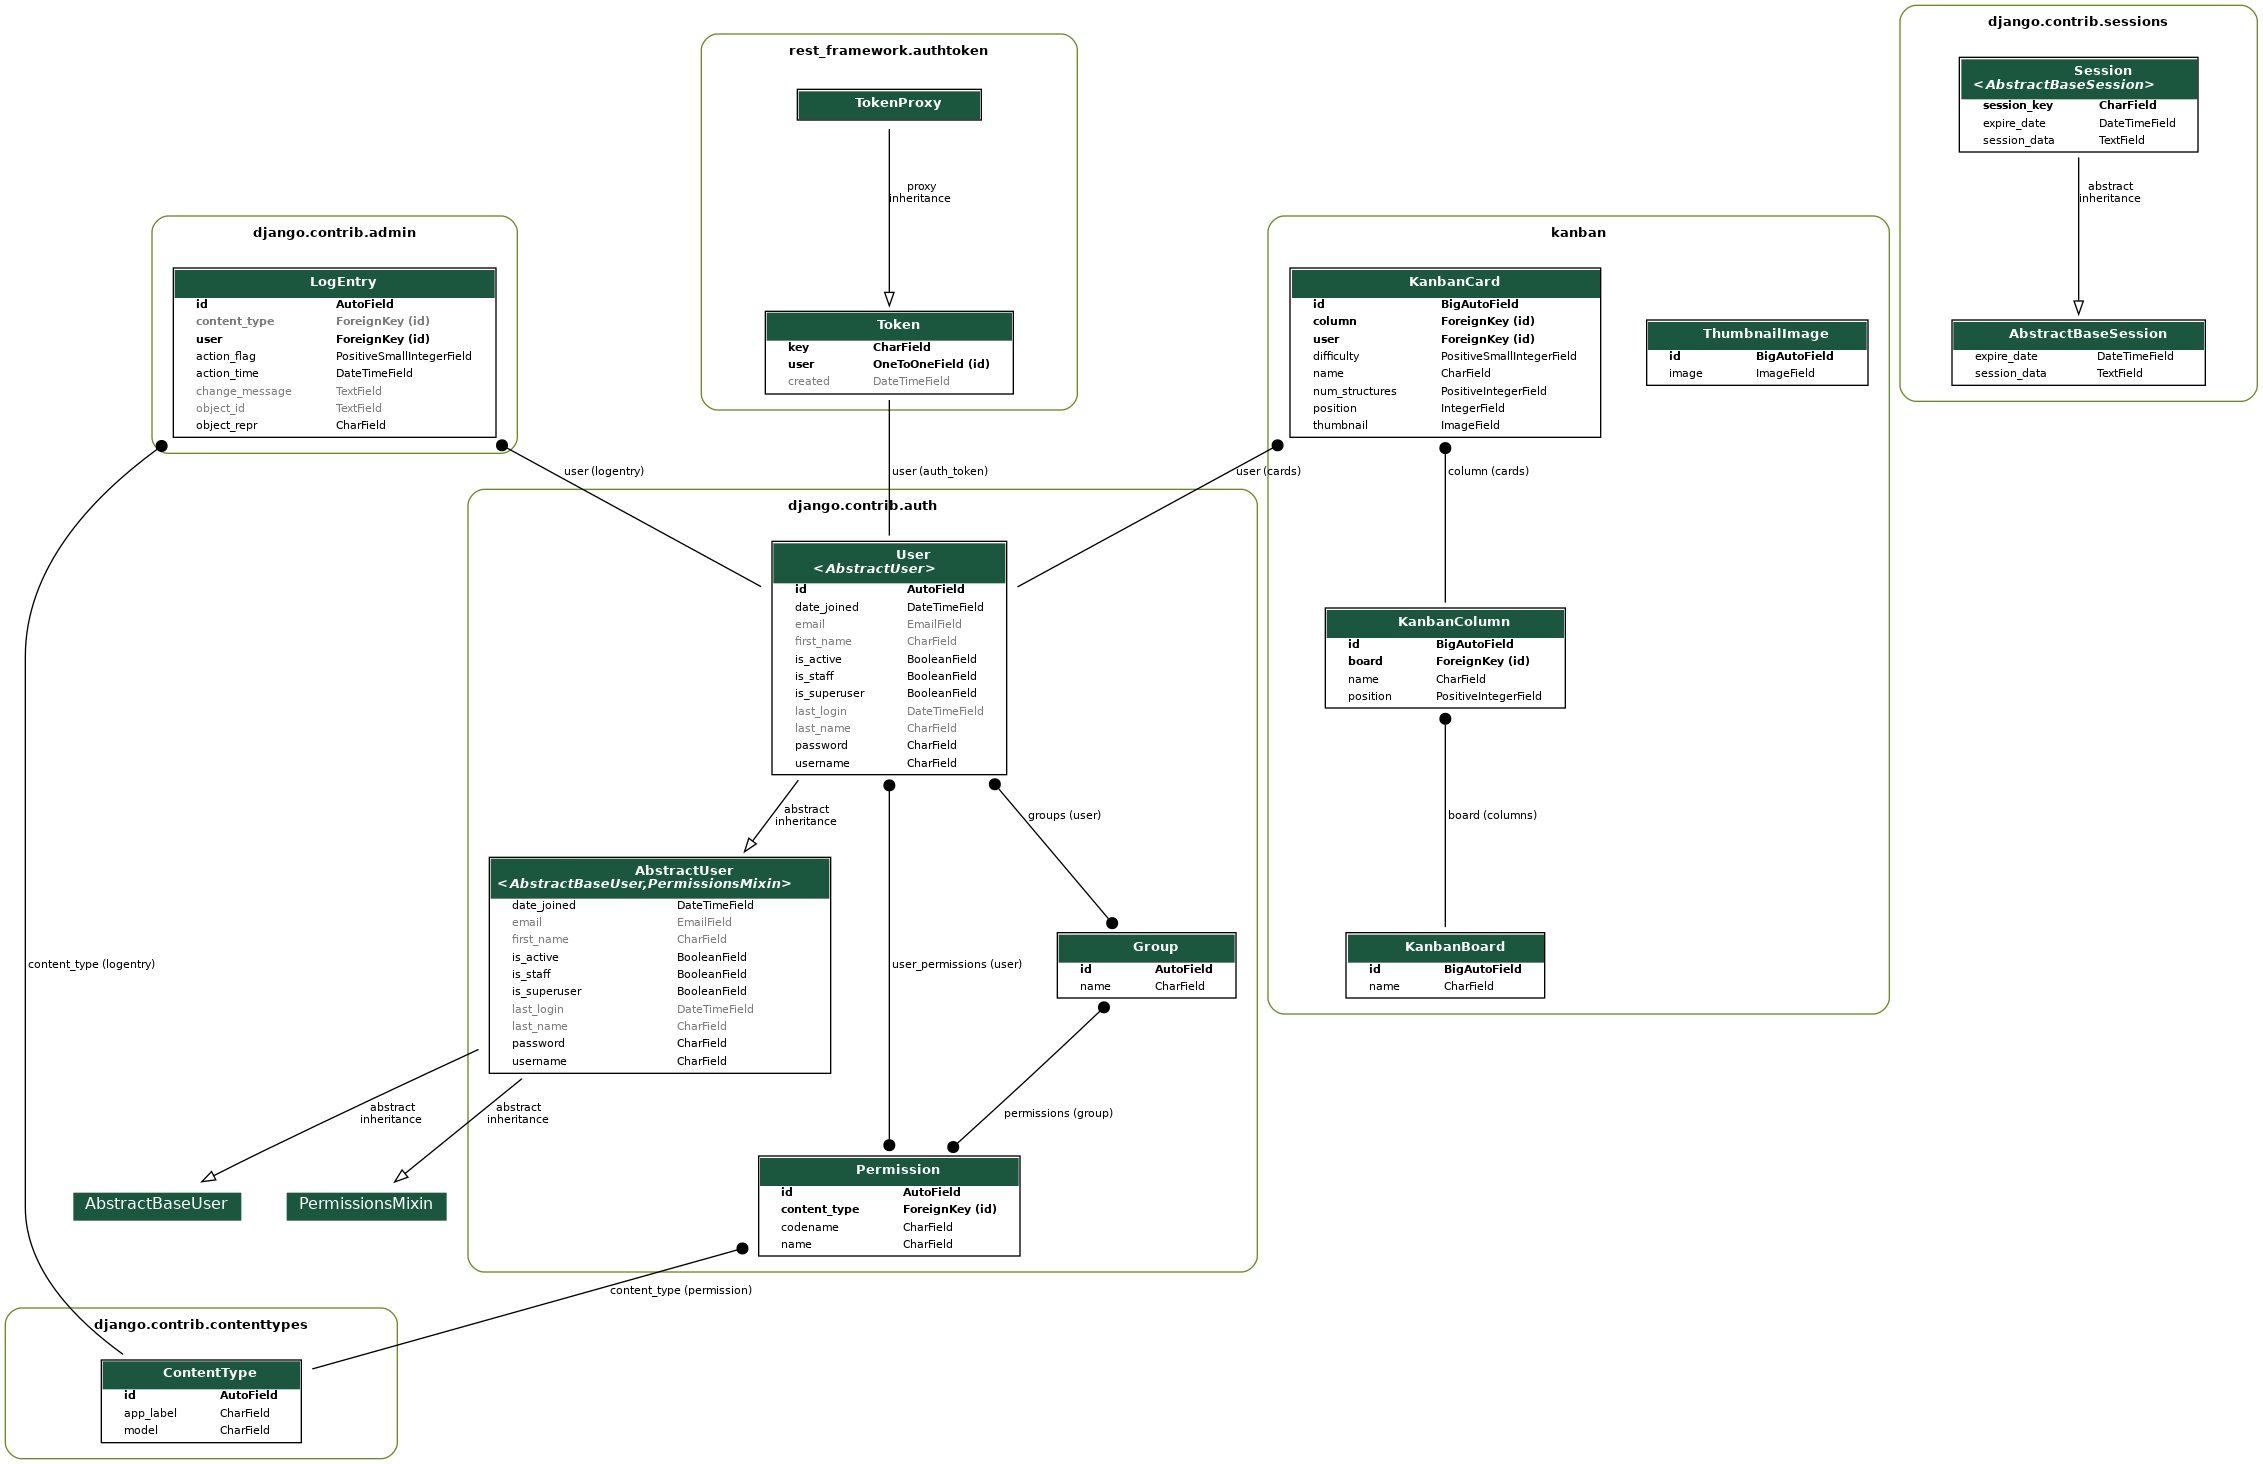 django.contrib.sessions
Session
<AbstractBaseSession>
session_key CharField
expire_date DateTimeField
session_data TextField
abstract
inheritance
AbstractBaseSession
expire_date DateTimeField
session_data TextField
rest_framework.authtoken
TokenProxy
proxy
inheritance
Token
key CharField
user OneToOneField (id)
created DateTimeField
django.contrib.admin
LogEntry
id AutoField
content_type ForeignKey (id)
user ForeignKey (id)
action_flag PositiveSmallIntegerField
action_time DateTimeField
change_message TextField
object_id TextField
object_repr CharField
kanban
KanbanCard
id BigAutoField
column ForeignKey (id)
user ForeignKey (id)
difficulty PositiveSmallIntegerField
name CharField
num_structures PositiveIntegerField
position IntegerField
thumbnail ImageField
ThumbnailImage
id BigAutoField
image ImageField
user (logentry)
user (auth_token)
user (cards)
column (cards)
django.contrib.auth
User
<AbstractUser>
id AutoField
date_joined DateTimeField
email EmailField
first_name CharField
is_active BooleanField
is_staff BooleanField
is_superuser BooleanField
last_login DateTimeField
last_name CharField
password CharField
username CharField
KanbanColumn
id BigAutoField
board ForeignKey (id)
name CharField
position PositiveIntegerField
abstract
inheritance
groups (user)
board (columns)
AbstractUser
<AbstractBaseUser,PermissionsMixin>
date_joined DateTimeField
email EmailField
first_name CharField
is_active BooleanField
is_staff BooleanField
is_superuser BooleanField
last_login DateTimeField
last_name CharField
password CharField
username CharField
content_type (logentry)
user_permissions (user)
Group
id AutoField
name CharField
KanbanBoard
id BigAutoField
name CharField
abstract
inheritance
abstract
inheritance
permissions (group)
AbstractBaseUser
PermissionsMixin
Permission
id AutoField
content_type ForeignKey (id)
codename CharField
name CharField
content_type (permission)
django.contrib.contenttypes
ContentType
id AutoField
app_label CharField
model CharField